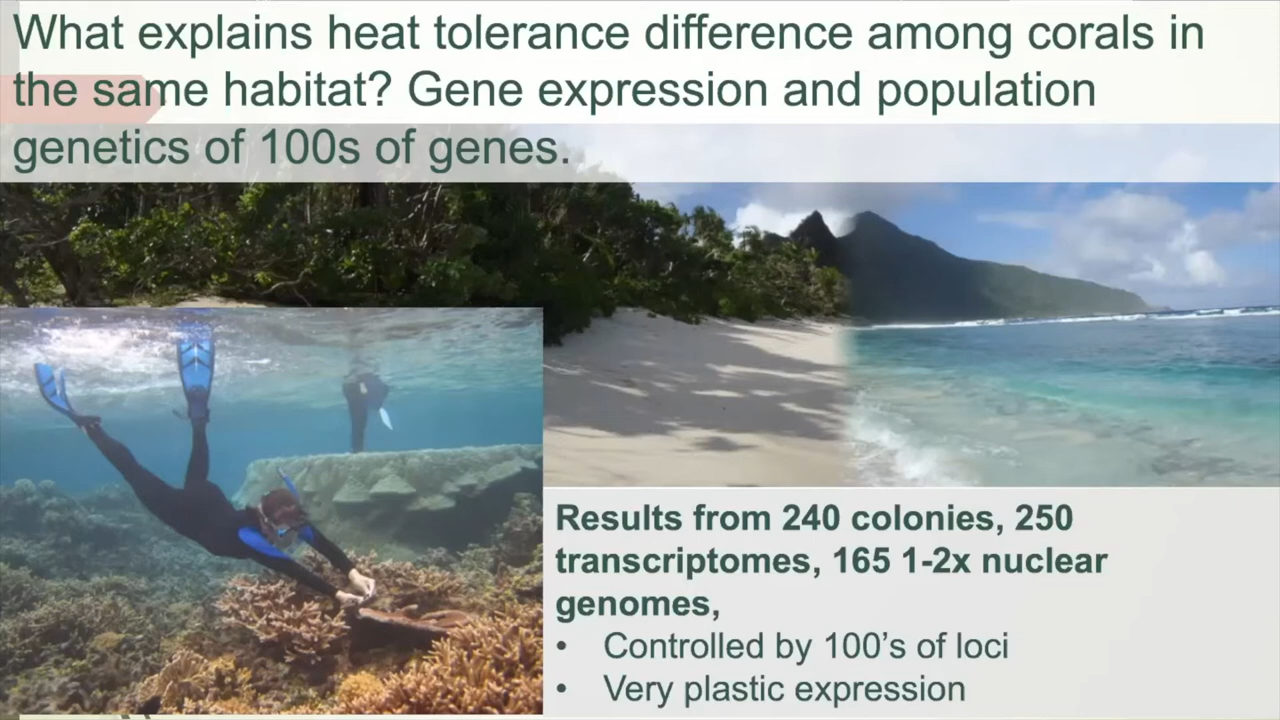 What explains heat tolerance difference among corals in
the same habitat? Gene expression and population
genetics of 100s of genes.
Results from 240 colonies, 250
transcriptomes, 165 1-2x nuclear
genomes,
• Controlled by 100’s of loci
• Very plastic expression